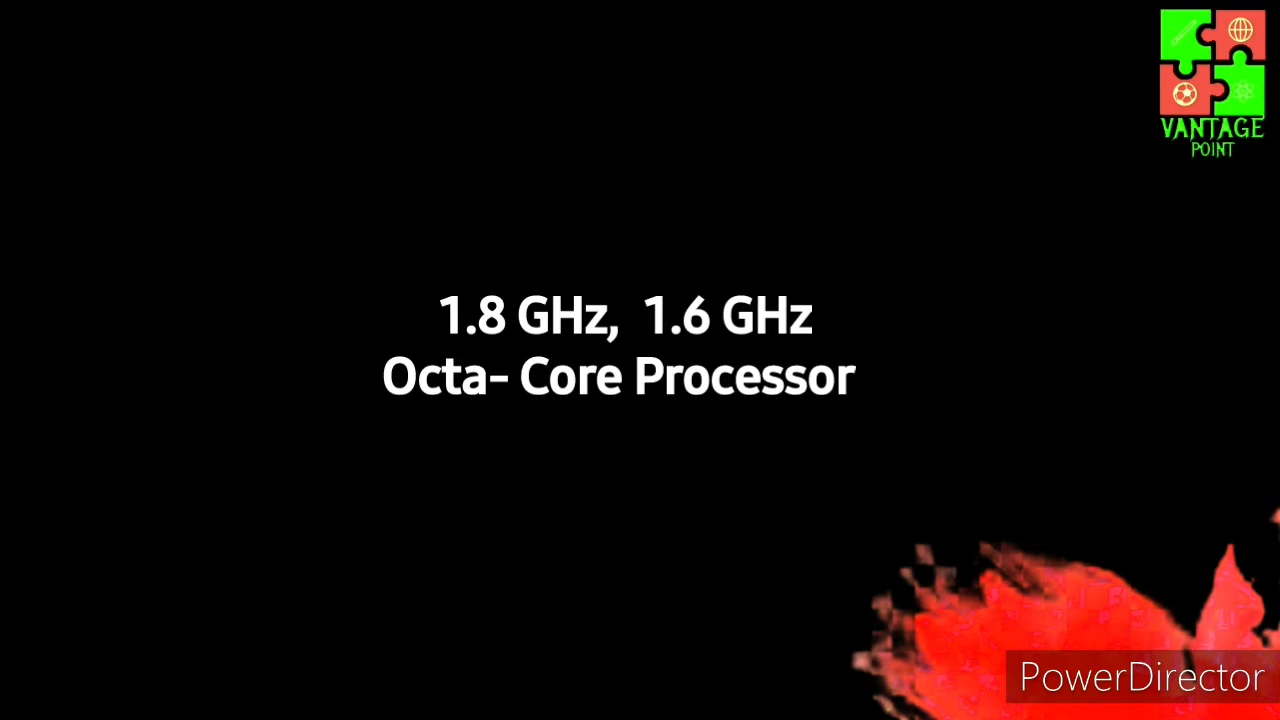 VANTAGE
POINT
1.8 GHz, 1.6 GHz
Octa- Core Processor
PowerDirector